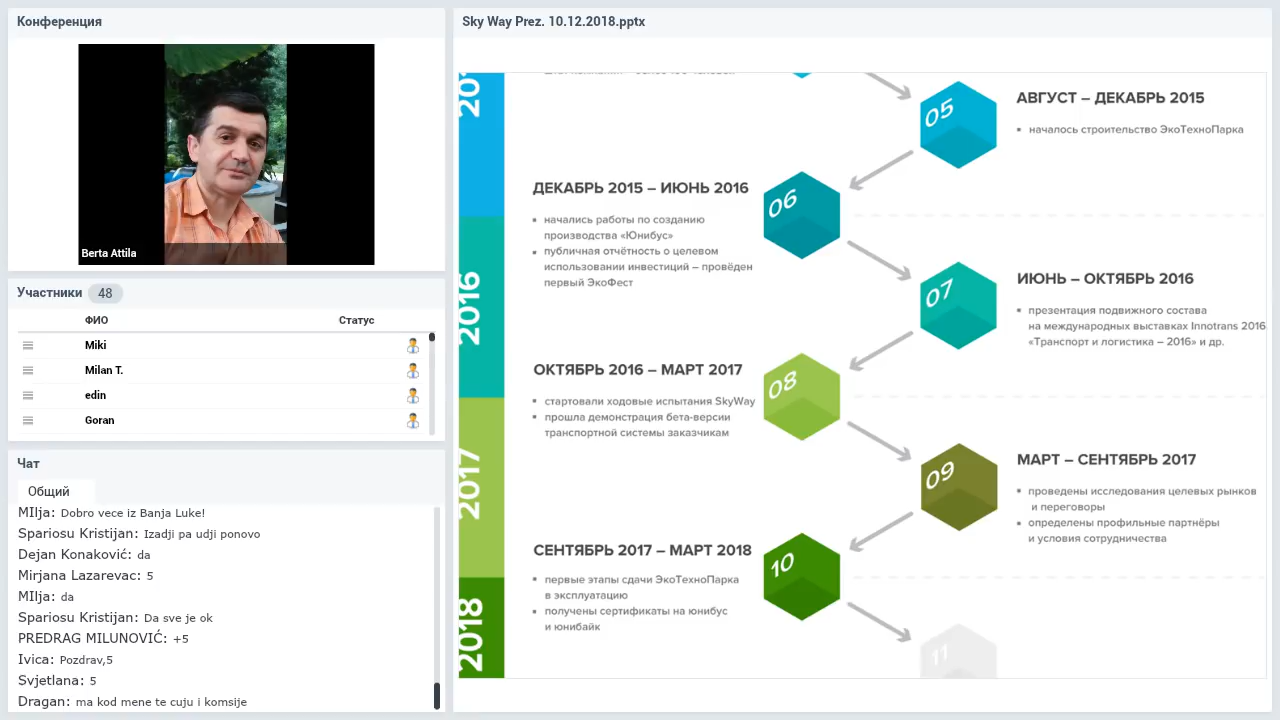 Конференция
Berta Attila
Участники 48
ФИО Статус
Miki
Milan T.
edin
Goran
Чат
Общий
MIlja: Dobro vece iz Banja Luke!
Spariosu Kristijan: Izadji pa udji ponovo
Dejan Konaković: da
Mirjana Lazarevac: 5
MIlja: da
Spariosu Kristijan: Da sve je ok
PREDRAG MILUNOVIĆ: +5
Ivica: Pozdrav,5
Svjetlana: 5
Dragan: ma kod mene te cuju i komsije
Sky Way Prez. 10.12.2018.pptx
201
05
АВГУСТ – ДЕКАБРЬ 2015
началось строительство ЭкоТехноПарка
ДЕКАБРЬ 2015 – ИЮНЬ 2016
06
начались работы по созданию
производства «Юнибус»
публичная отчётность о целевом
использовании инвестиций – провёден
первый ЭкоФест
2016
07
ИЮНЬ – ОКТЯБРЬ 2016
презентация подвижного состава
на международных выставках Innotrans 2016
«Транспорт и логистика – 2016» и др.
ОКТЯБРЬ 2016 – МАРТ 2017
08
стартовали ходовые испытания SkyWay
прошла демонстрация бета-версии
транспортной системы заказчикам
2017
09
МАРТ – СЕНТЯБРЬ 2017
проведены исследования целевых рынков
и переговоры
определены профильные партнёры
и условия сотрудничества
СЕНТЯБРЬ 2017 – МАРТ 2018
10
первые этапы сдачи ЭкоТехноПарка
в эксплуатацию
получены сертификаты на юнибус
и юнибайк
2018
11